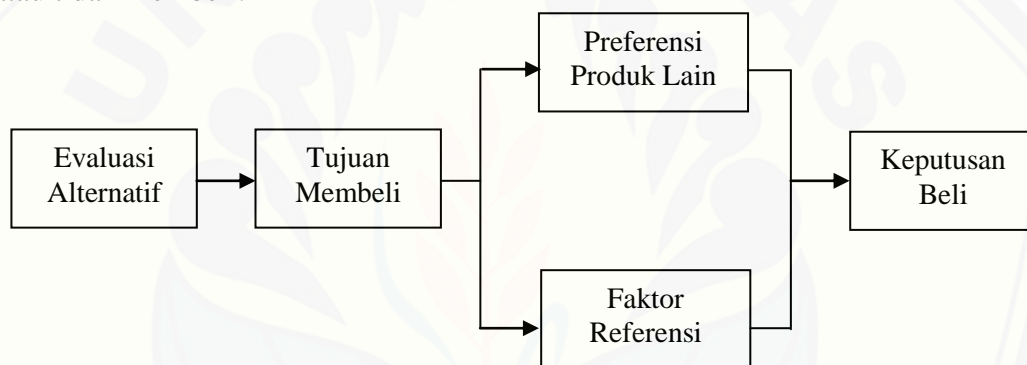 Evaluasi
Alternatif
Tujuan
Membeli
Preferensi
Produk Lain
Faktor
Referensi
Keputusan
Beli